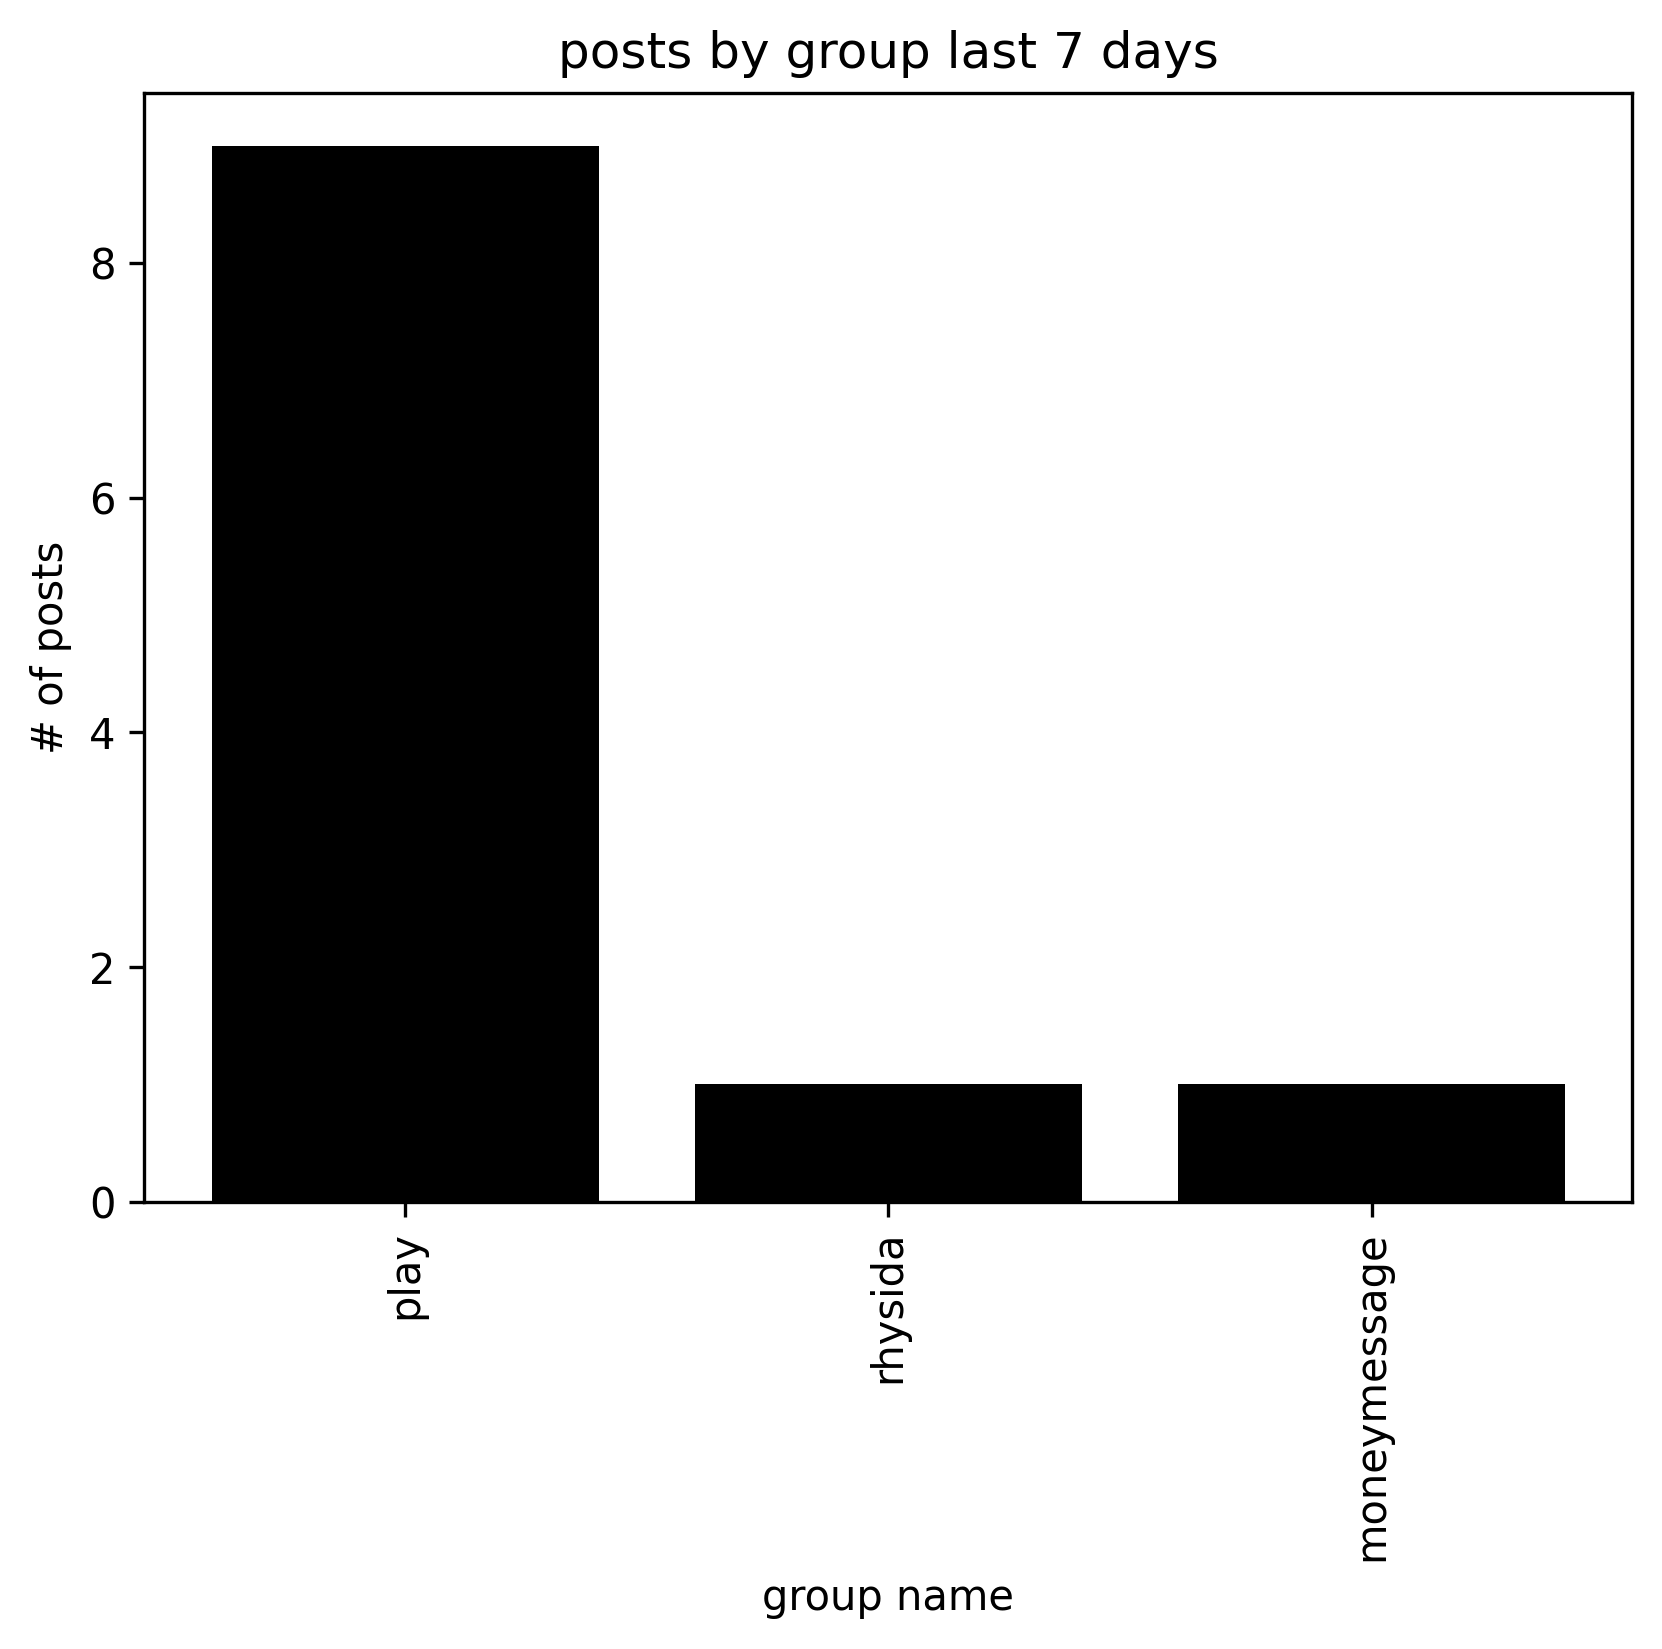 posts by group last 7 days
# of posts
8
6
4
2
0
play
rhysida
moneymessage
group name